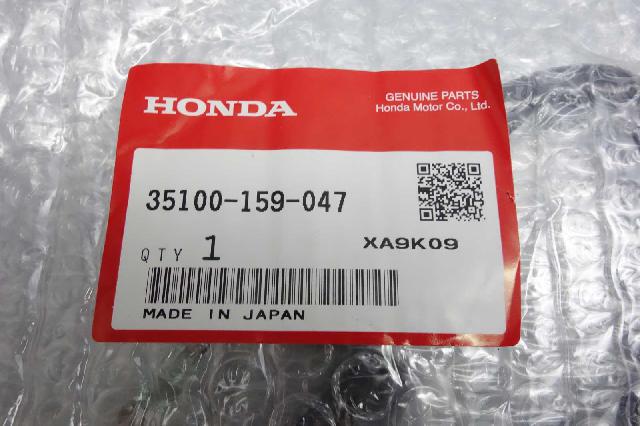 HONDA
GENUINE PARTS
Honda Motor Co., Ltd.
35100-159-047
QTY 1
XA9K09
MADE IN JAPAN